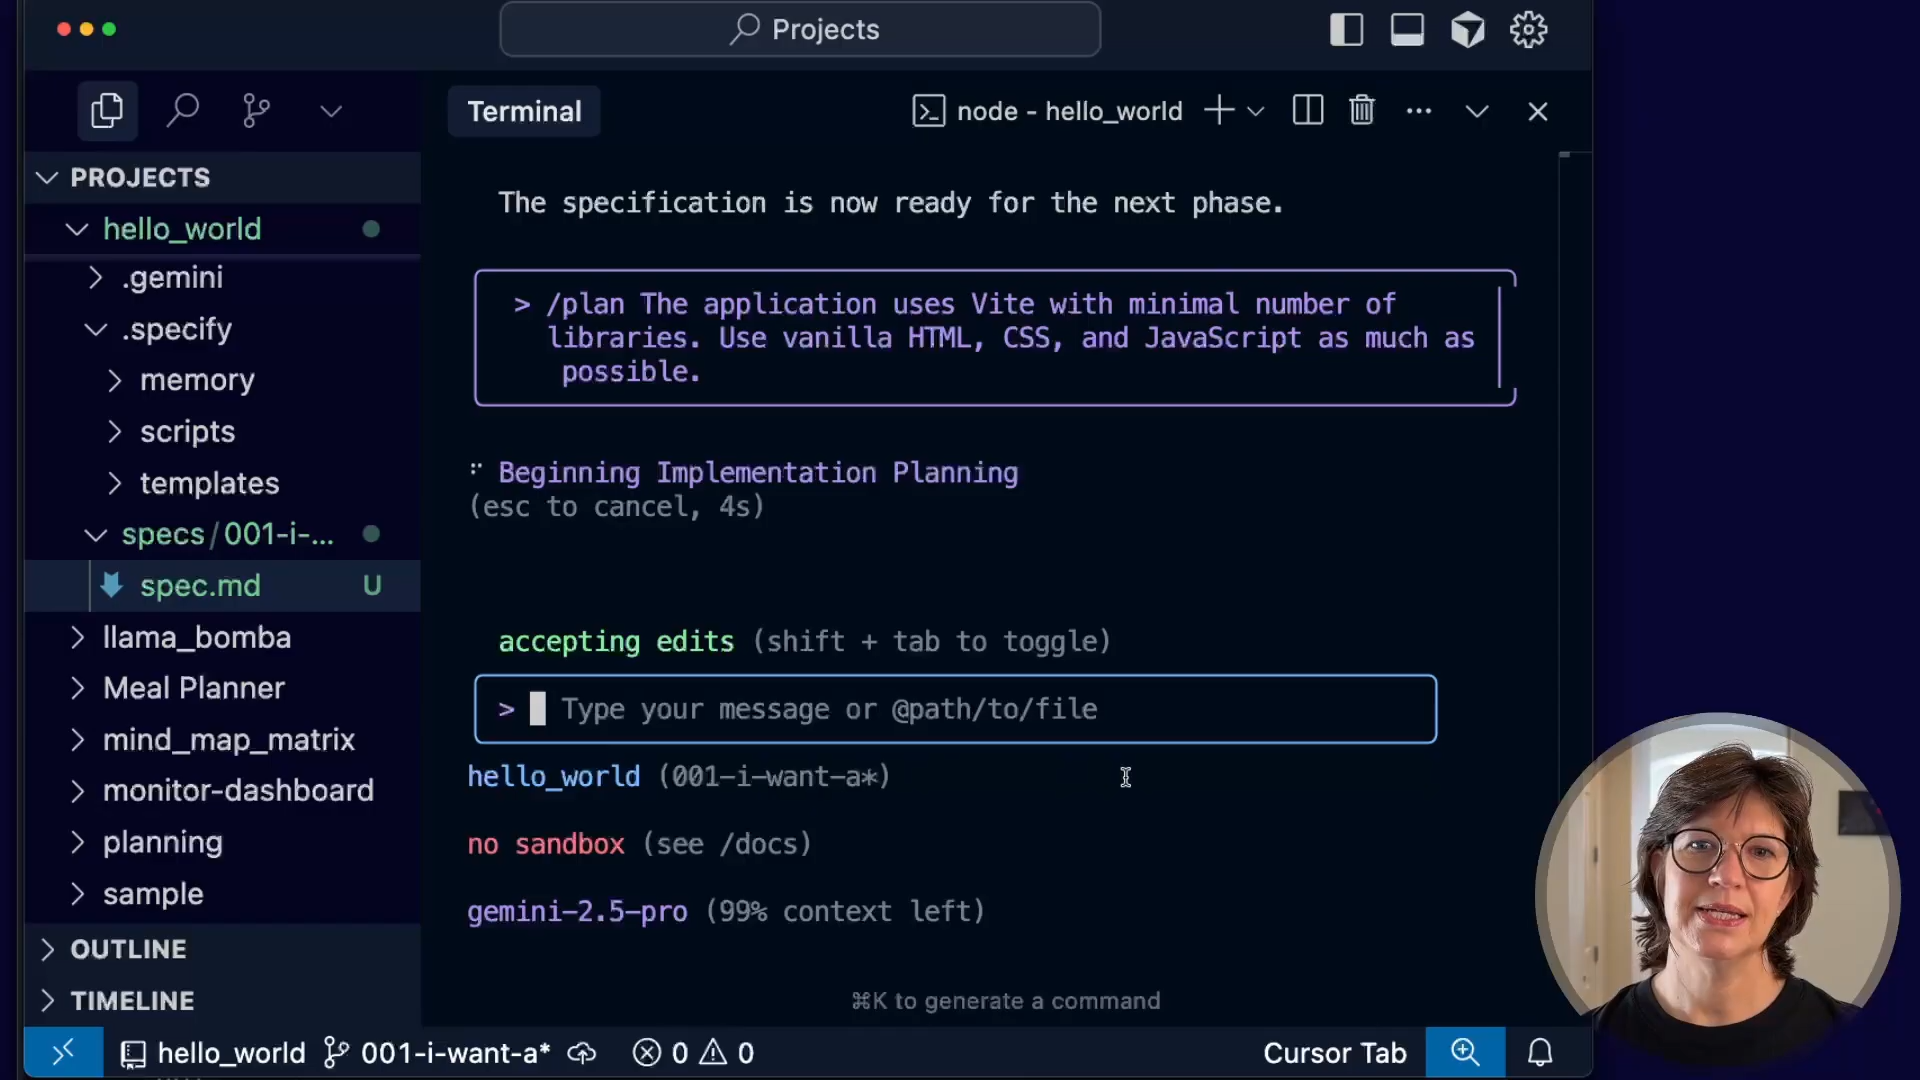 Projects
Terminal
node - hello_world
PROJECTS
hello_world
.gemini
.specify
memory
scripts
templates
specs/001-i-...
spec.md U
llama_bomba
Meal Planner
mind_map_matrix
monitor-dashboard
planning
sample
OUTLINE
TIMELINE
The specification is now ready for the next phase.
> /plan The application uses Vite with minimal number of
libraries. Use vanilla HTML, CSS, and JavaScript as much as
possible.
Beginning Implementation Planning
(esc to cancel, 4s)
accepting edits (shift + tab to toggle)
> Type your message or @path/to/file
hello_world (001-i-want-a*)
no sandbox (see /docs)
gemini-2.5-pro (99% context left)
⌘K to generate a command
hello_world 001-i-want-a* 0 0 Cursor Tab